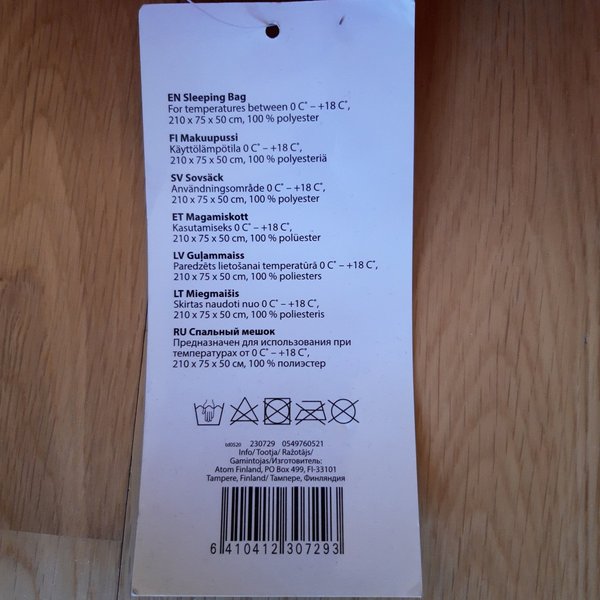 EN Sleeping Bag
For temperatures between 0 C° – +18 C°,
210 x 75 x 50 cm, 100 % polyester
FI Makuupussi
Käyttölämpötila 0 C° – +18 C°,
210 x 75 x 50 cm, 100 % polyesteriä
SV Sovsäck
Användningsområde 0 C° – +18 C°,
210 x 75 x 50 cm, 100 % polyester
ET Magamiskott
Kasutamiseks 0 C° – +18 C°,
210 x 75 x 50 cm, 100 % polüester
LV Guļammaiss
Paredzēts lietošanai temperatūrā 0 C° – +18 C°,
210 x 75 x 50 cm, 100 % poliesters
LT Miegmaišis
Skirtas naudoti nuo 0 C° – +18 C°,
210 x 75 x 50 cm, 100 % poliesteris
RU Спальный мешок
Предназначен для использования при
температурах от 0 C° – +18 C°,
210 x 75 x 50 см, 100 % полиэстер
td0520 230729 0549760521
Info/ Tootja/ Ražotājs/
Gamintojas/Изготовитель:
Atom Finland, PO Box 499, FI-33101
Tampere, Finland/ Тампере, Финляндия
6 410412 307293